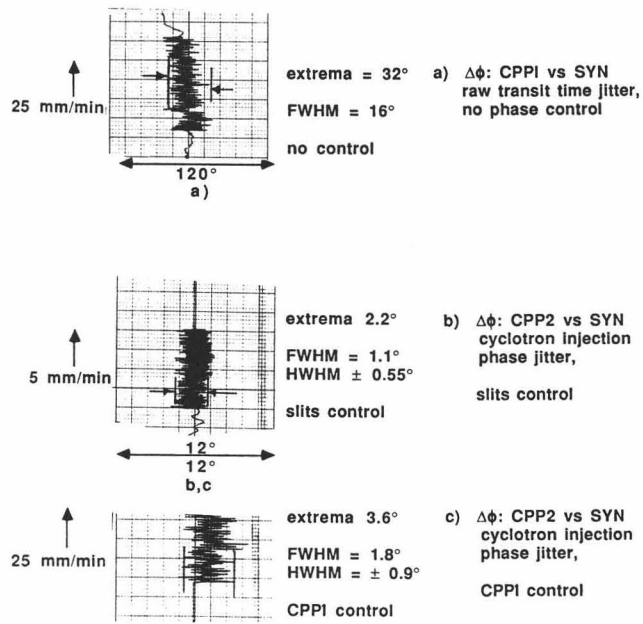 25 mm/min
extrema = 32°
FWHM = 16°
no control
120°
a)
a) Δϕ: CPP1 vs SYN
raw transit time jitter,
no phase control
5 mm/min
extrema 2.2°
FWHM = 1.1°
HWHM ± 0.55°
slits control
b) Δϕ: CPP2 vs SYN
cyclotron injection
phase jitter,
slits control
12°
12°
b,c
25 mm/min
extrema 3.6°
FWHM = 1.8°
HWHM = ± 0.9°
CPP1 control
c) Δϕ: CPP2 vs SYN
cyclotron injection
phase jitter,
CPP1 control